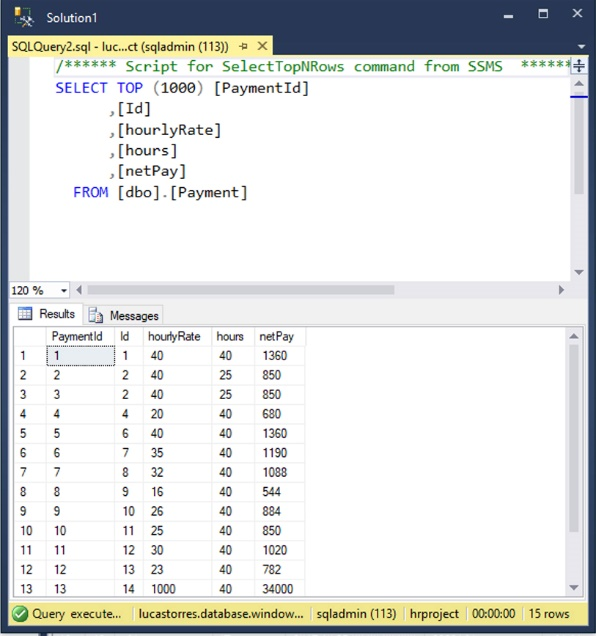 Solution1
SQLQuery2.sql - luc...ct (sqladmin (113))
/****** Script for SelectTopNRows command from SSMS ******
SELECT TOP (1000) [PaymentId]
,[Id]
,[hourlyRate]
,[hours]
,[netPay]
FROM [dbo].[Payment]
120 %
Results Messages
PaymentId Id hourlyRate hours netPay
1 1 1 40 40 1360
2 2 2 40 25 850
3 3 2 40 25 850
4 4 4 20 40 680
5 5 6 40 40 1360
6 6 7 35 40 1190
7 7 8 32 40 1088
8 8 9 16 40 544
9 9 10 26 40 884
10 10 11 25 40 850
11 11 12 30 40 1020
12 12 13 23 40 782
13 13 14 1000 40 34000
Query execute... lucastorres.database.window... sqladmin (113) hrproject 00:00:00 15 rows